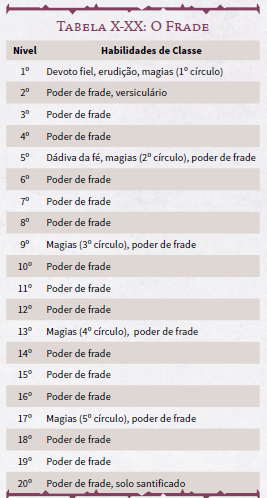 Tabela X-XX: O Frade
Nível Habilidades de Classe
1º Devoto fiel, erudição, magias (1º círculo)
2º Poder de frade, versiculário
3º Poder de frade
4º Poder de frade
5º Dádiva da fé, magias (2º círculo), poder de frade
6º Poder de frade
7º Poder de frade
8º Poder de frade
9º Magias (3º círculo), poder de frade
10º Poder de frade
11º Poder de frade
12º Poder de frade
13º Magias (4º círculo), poder de frade
14º Poder de frade
15º Poder de frade
16º Poder de frade
17º Magias (5º círculo), poder de frade
18º Poder de frade
19º Poder de frade
20º Poder de frade, solo santificado